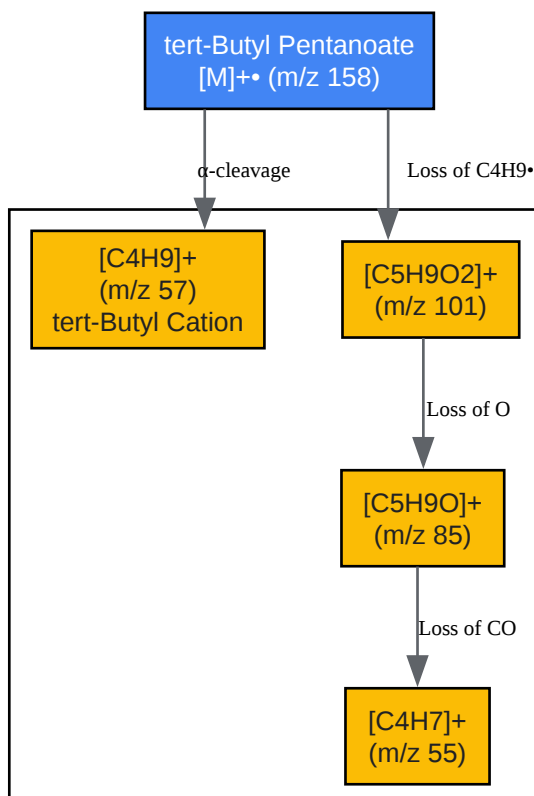 tert-Butyl Pentanoate
[M]+• (m/z 158)
α-cleavage
Loss of C4H9•
[C4H9]+
(m/z 57)
tert-Butyl Cation
[C5H9O2]+
(m/z 101)
Loss of O
[C5H9O]+
(m/z 85)
Loss of CO
[C4H7]+
(m/z 55)